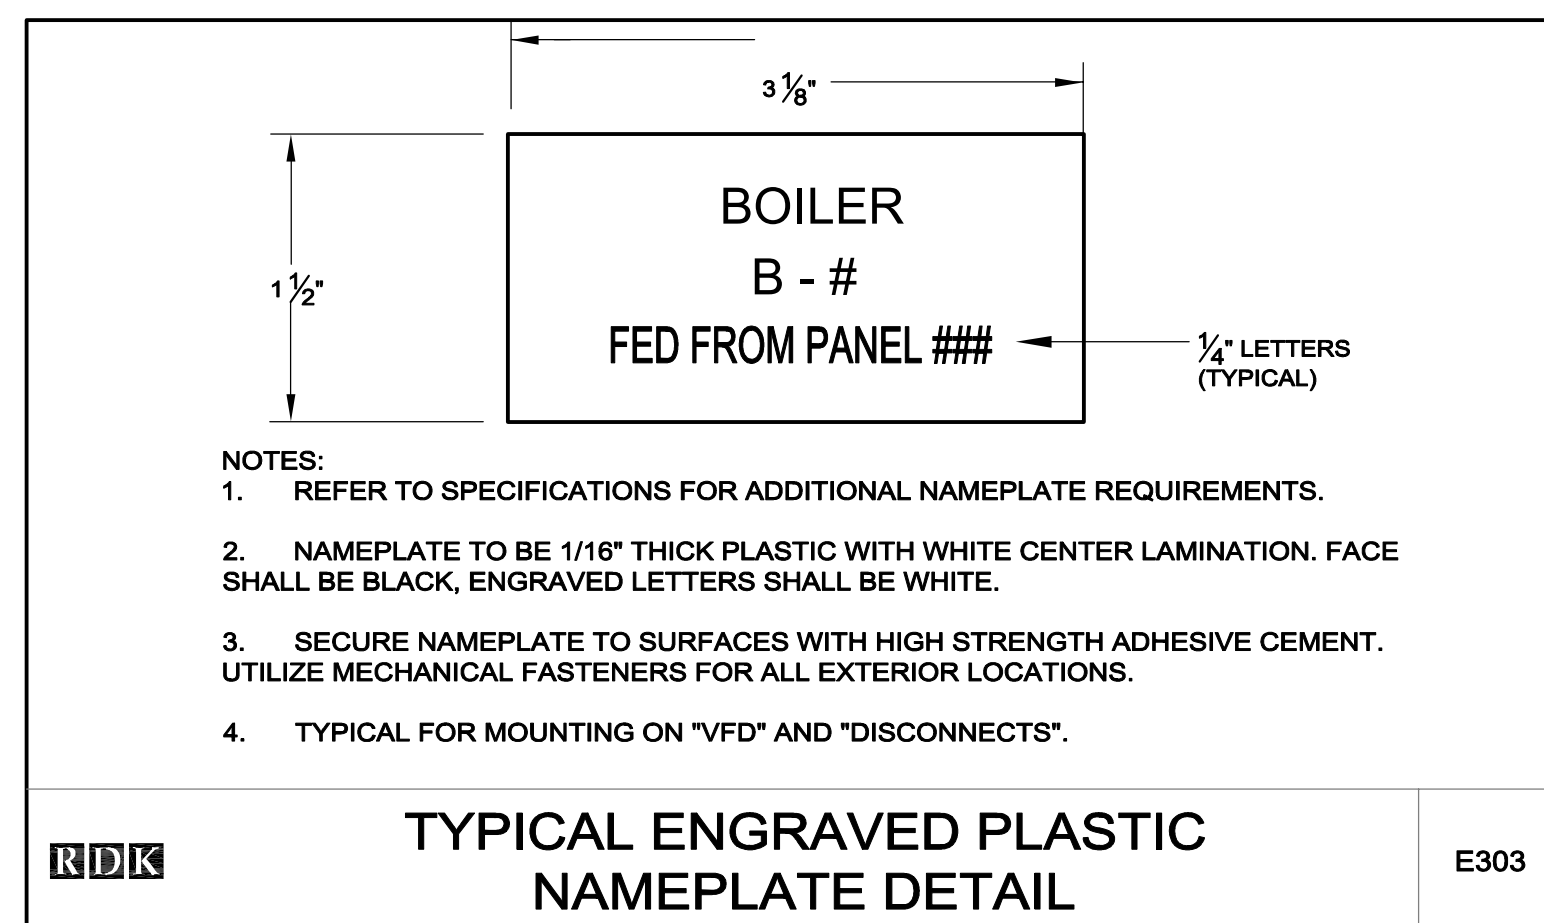 3 1/8"
BOILER
B - #
1 1/2"
FED FROM PANEL ###
1/4" LETTERS
(TYPICAL)
NOTES:
1. REFER TO SPECIFICATIONS FOR ADDITIONAL NAMEPLATE REQUIREMENTS.
2. NAMEPLATE TO BE 1/16" THICK PLASTIC WITH WHITE CENTER LAMINATION. FACE
SHALL BE BLACK, ENGRAVED LETTERS SHALL BE WHITE.
3. SECURE NAMEPLATE TO SURFACES WITH HIGH STRENGTH ADHESIVE CEMENT.
UTILIZE MECHANICAL FASTENERS FOR ALL EXTERIOR LOCATIONS.
4. TYPICAL FOR MOUNTING ON "VFD" AND "DISCONNECTS".
RDK
TYPICAL ENGRAVED PLASTIC
NAMEPLATE DETAIL
E303